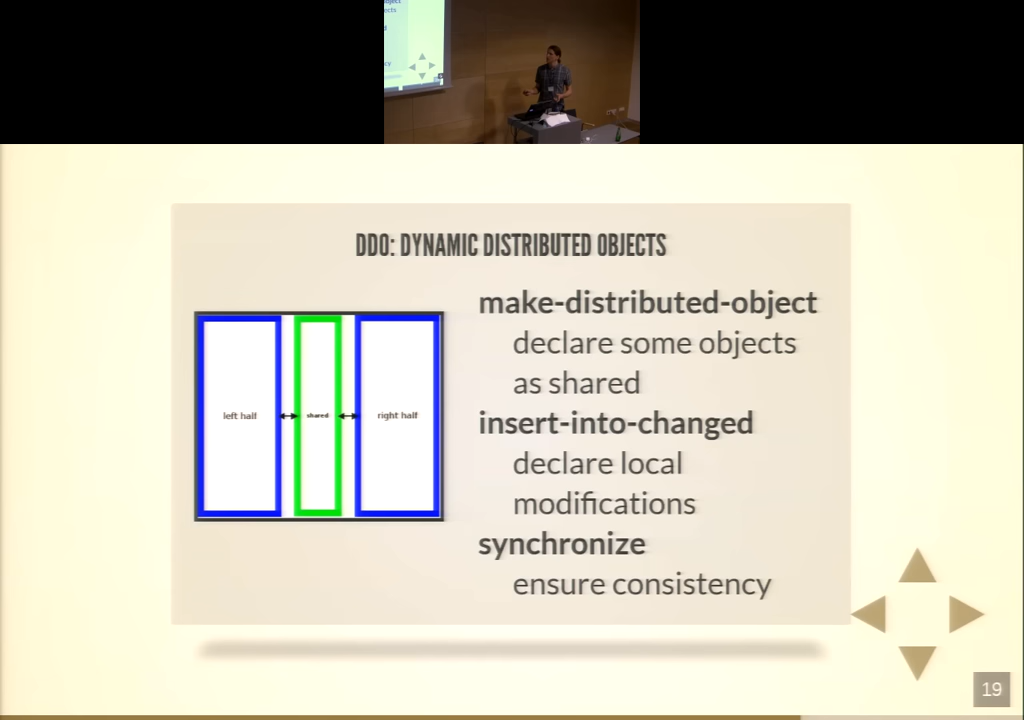 DDO: DYNAMIC DISTRIBUTED OBJECTS
left half
shared
right half
make-distributed-object
declare some objects
as shared
insert-into-changed
declare local
modifications
synchronize
ensure consistency
19